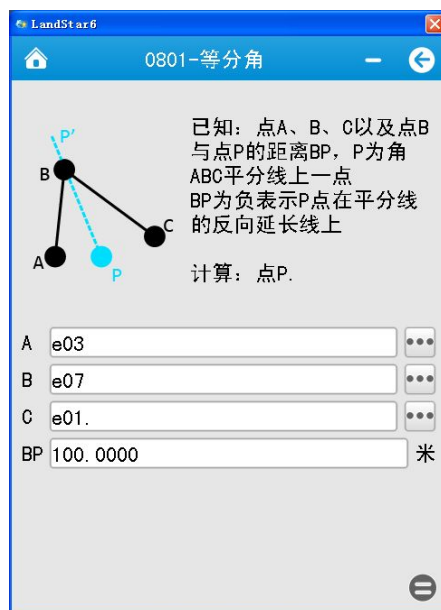 LandStar6
0801-等分角
P'
B
C
A
P
已知：点A、B、C以及点B
与点P的距离BP，P为角
ABC平分线上一点
BP为负表示P点在平分线
的反向延长线上
计算：点P.
A e03
B e07
C e01.
BP 100.0000 米